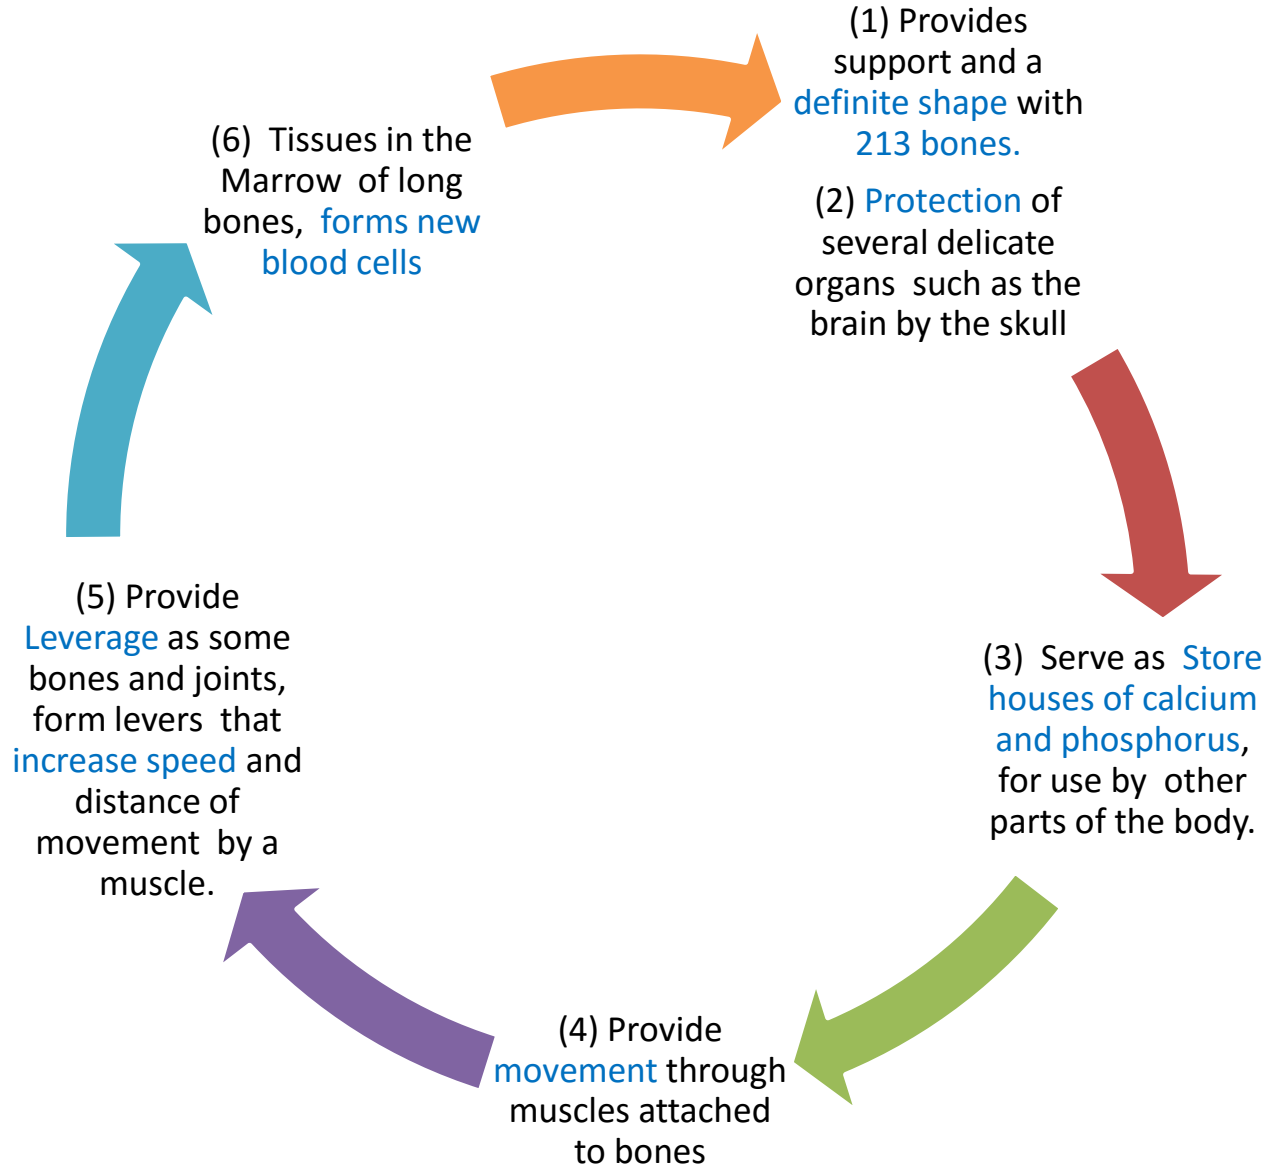 (1) Provides
support and a
definite shape with
213 bones.
(2) Protection of
several delicate
organs such as the
brain by the skull
(3) Serve as Store
houses of calcium
and phosphorus,
for use by other
parts of the body.
(4) Provide
movement through
muscles attached
to bones
(5) Provide
Leverage as some
bones and joints,
form levers that
increase speed and
distance of
movement by a
muscle.
(6) Tissues in the
Marrow of long
bones, forms new
blood cells